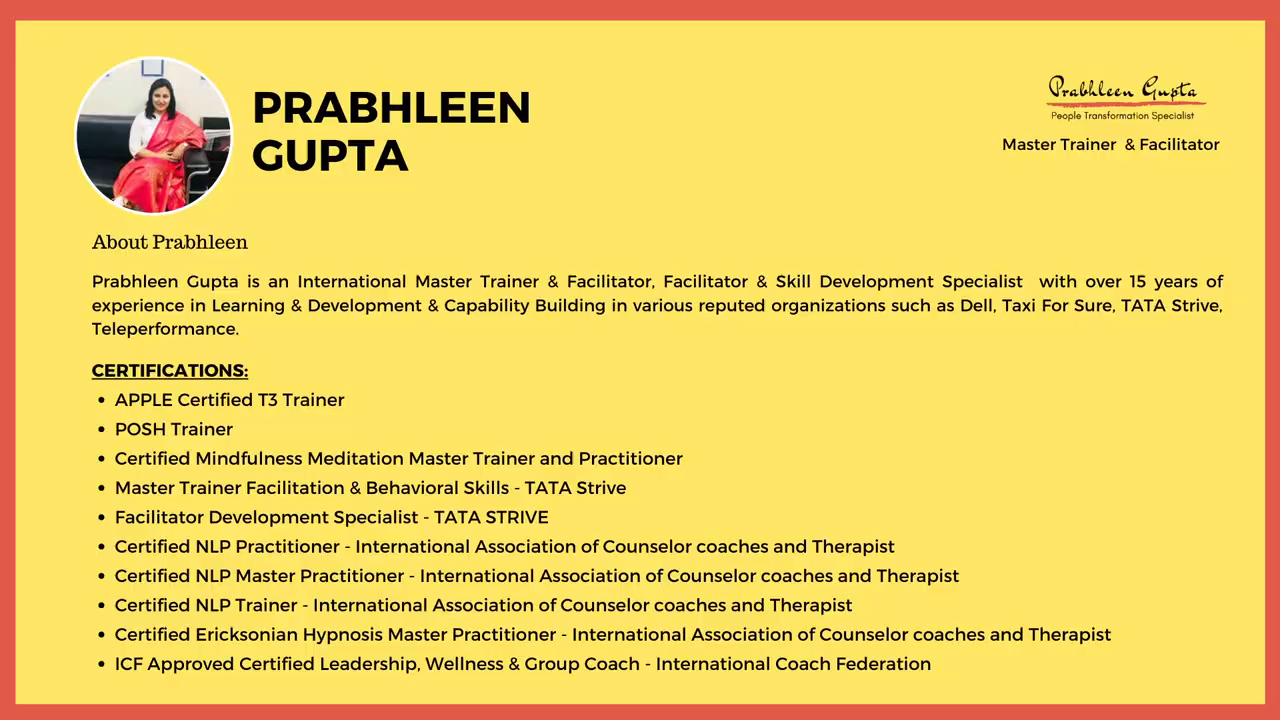 PRABHLEEN
GUPTA
Prabhleen Gupta
People Transformation Specialist
Master Trainer & Facilitator
About Prabhleen
Prabhleen Gupta is an International Master Trainer & Facilitator, Facilitator & Skill Development Specialist with over 15 years of
experience in Learning & Development & Capability Building in various reputed organizations such as Dell, Taxi For Sure, TATA Strive,
Teleperformance.
CERTIFICATIONS:
• APPLE Certified T3 Trainer
• POSH Trainer
• Certified Mindfulness Meditation Master Trainer and Practitioner
• Master Trainer Facilitation & Behavioral Skills - TATA Strive
• Facilitator Development Specialist - TATA STRIVE
• Certified NLP Practitioner - International Association of Counselor coaches and Therapist
• Certified NLP Master Practitioner - International Association of Counselor coaches and Therapist
• Certified NLP Trainer - International Association of Counselor coaches and Therapist
• Certified Ericksonian Hypnosis Master Practitioner - International Association of Counselor coaches and Therapist
• ICF Approved Certified Leadership, Wellness & Group Coach - International Coach Federation